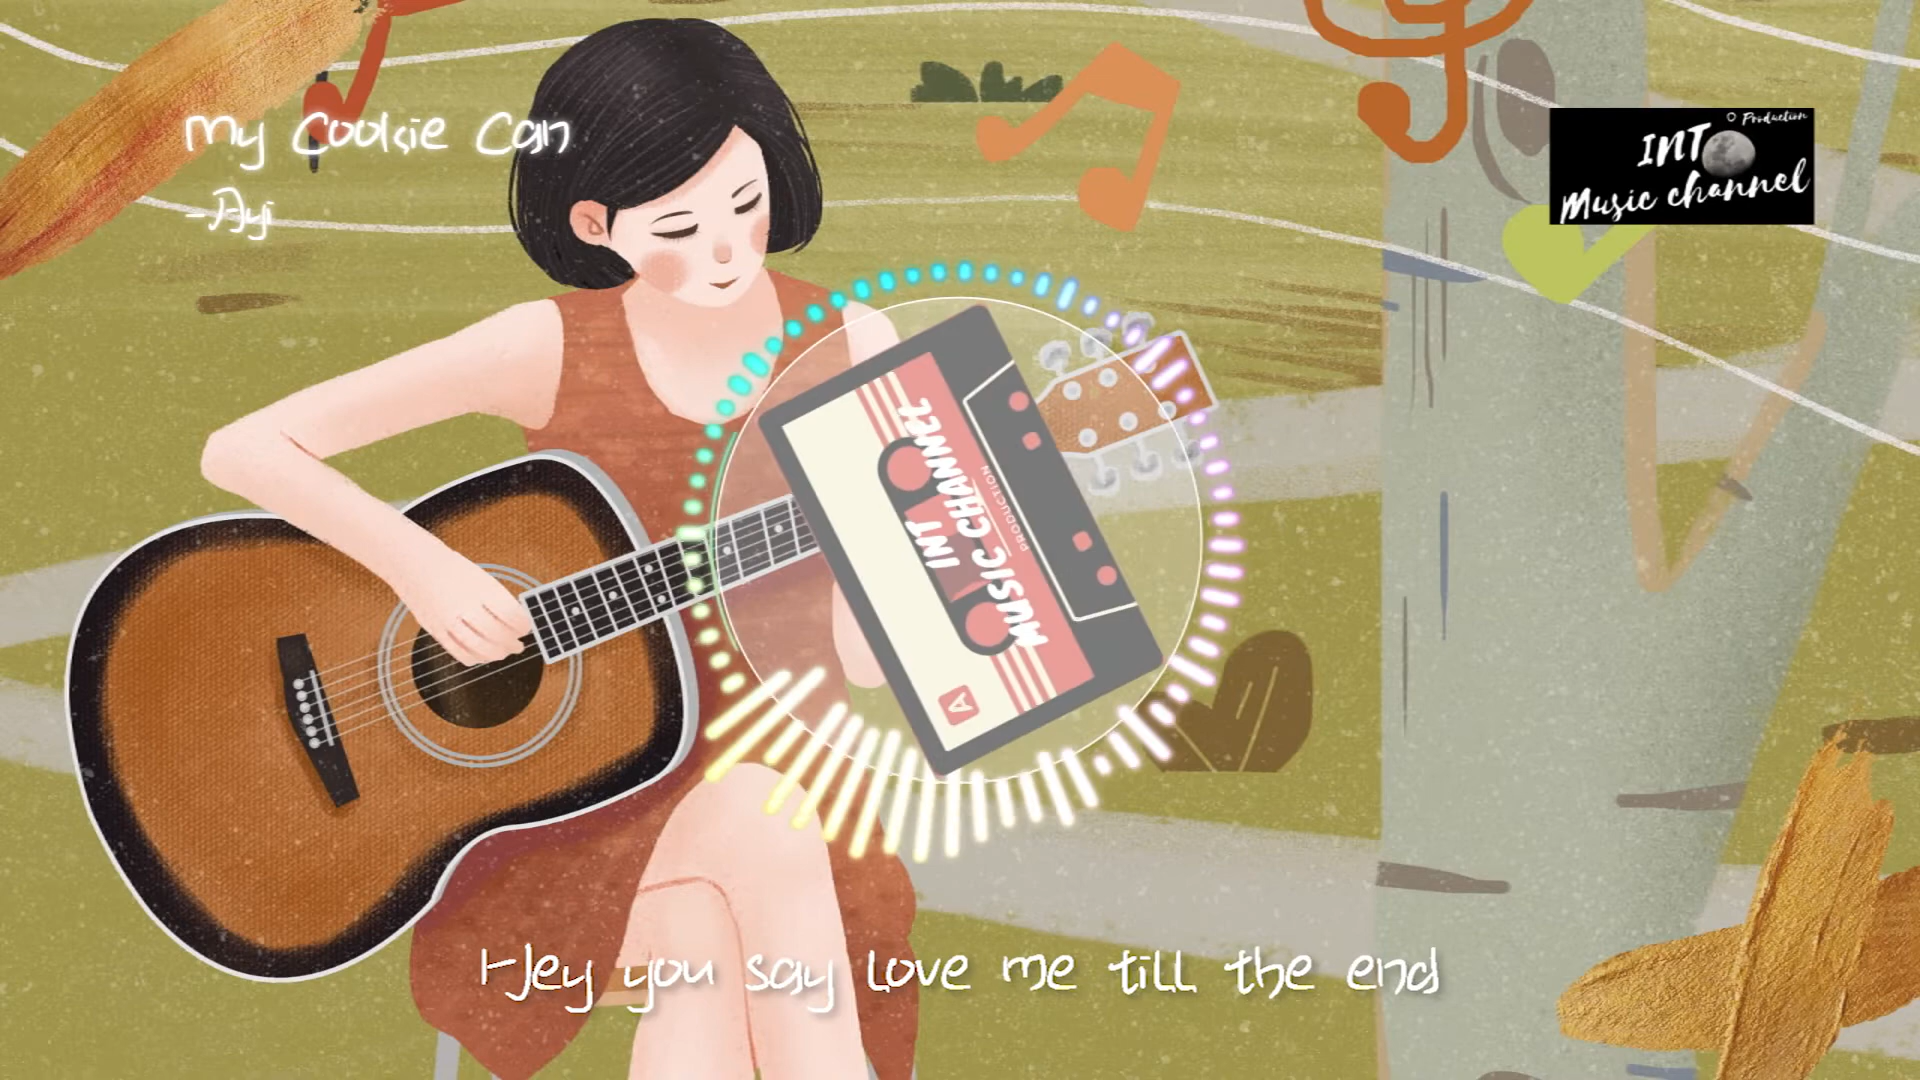 My Cookie Can
-Ayi
Production
INT
Music channel
INT
MUSIC CHANNEL
PRODUCTION
A
Hey you say love me till the end